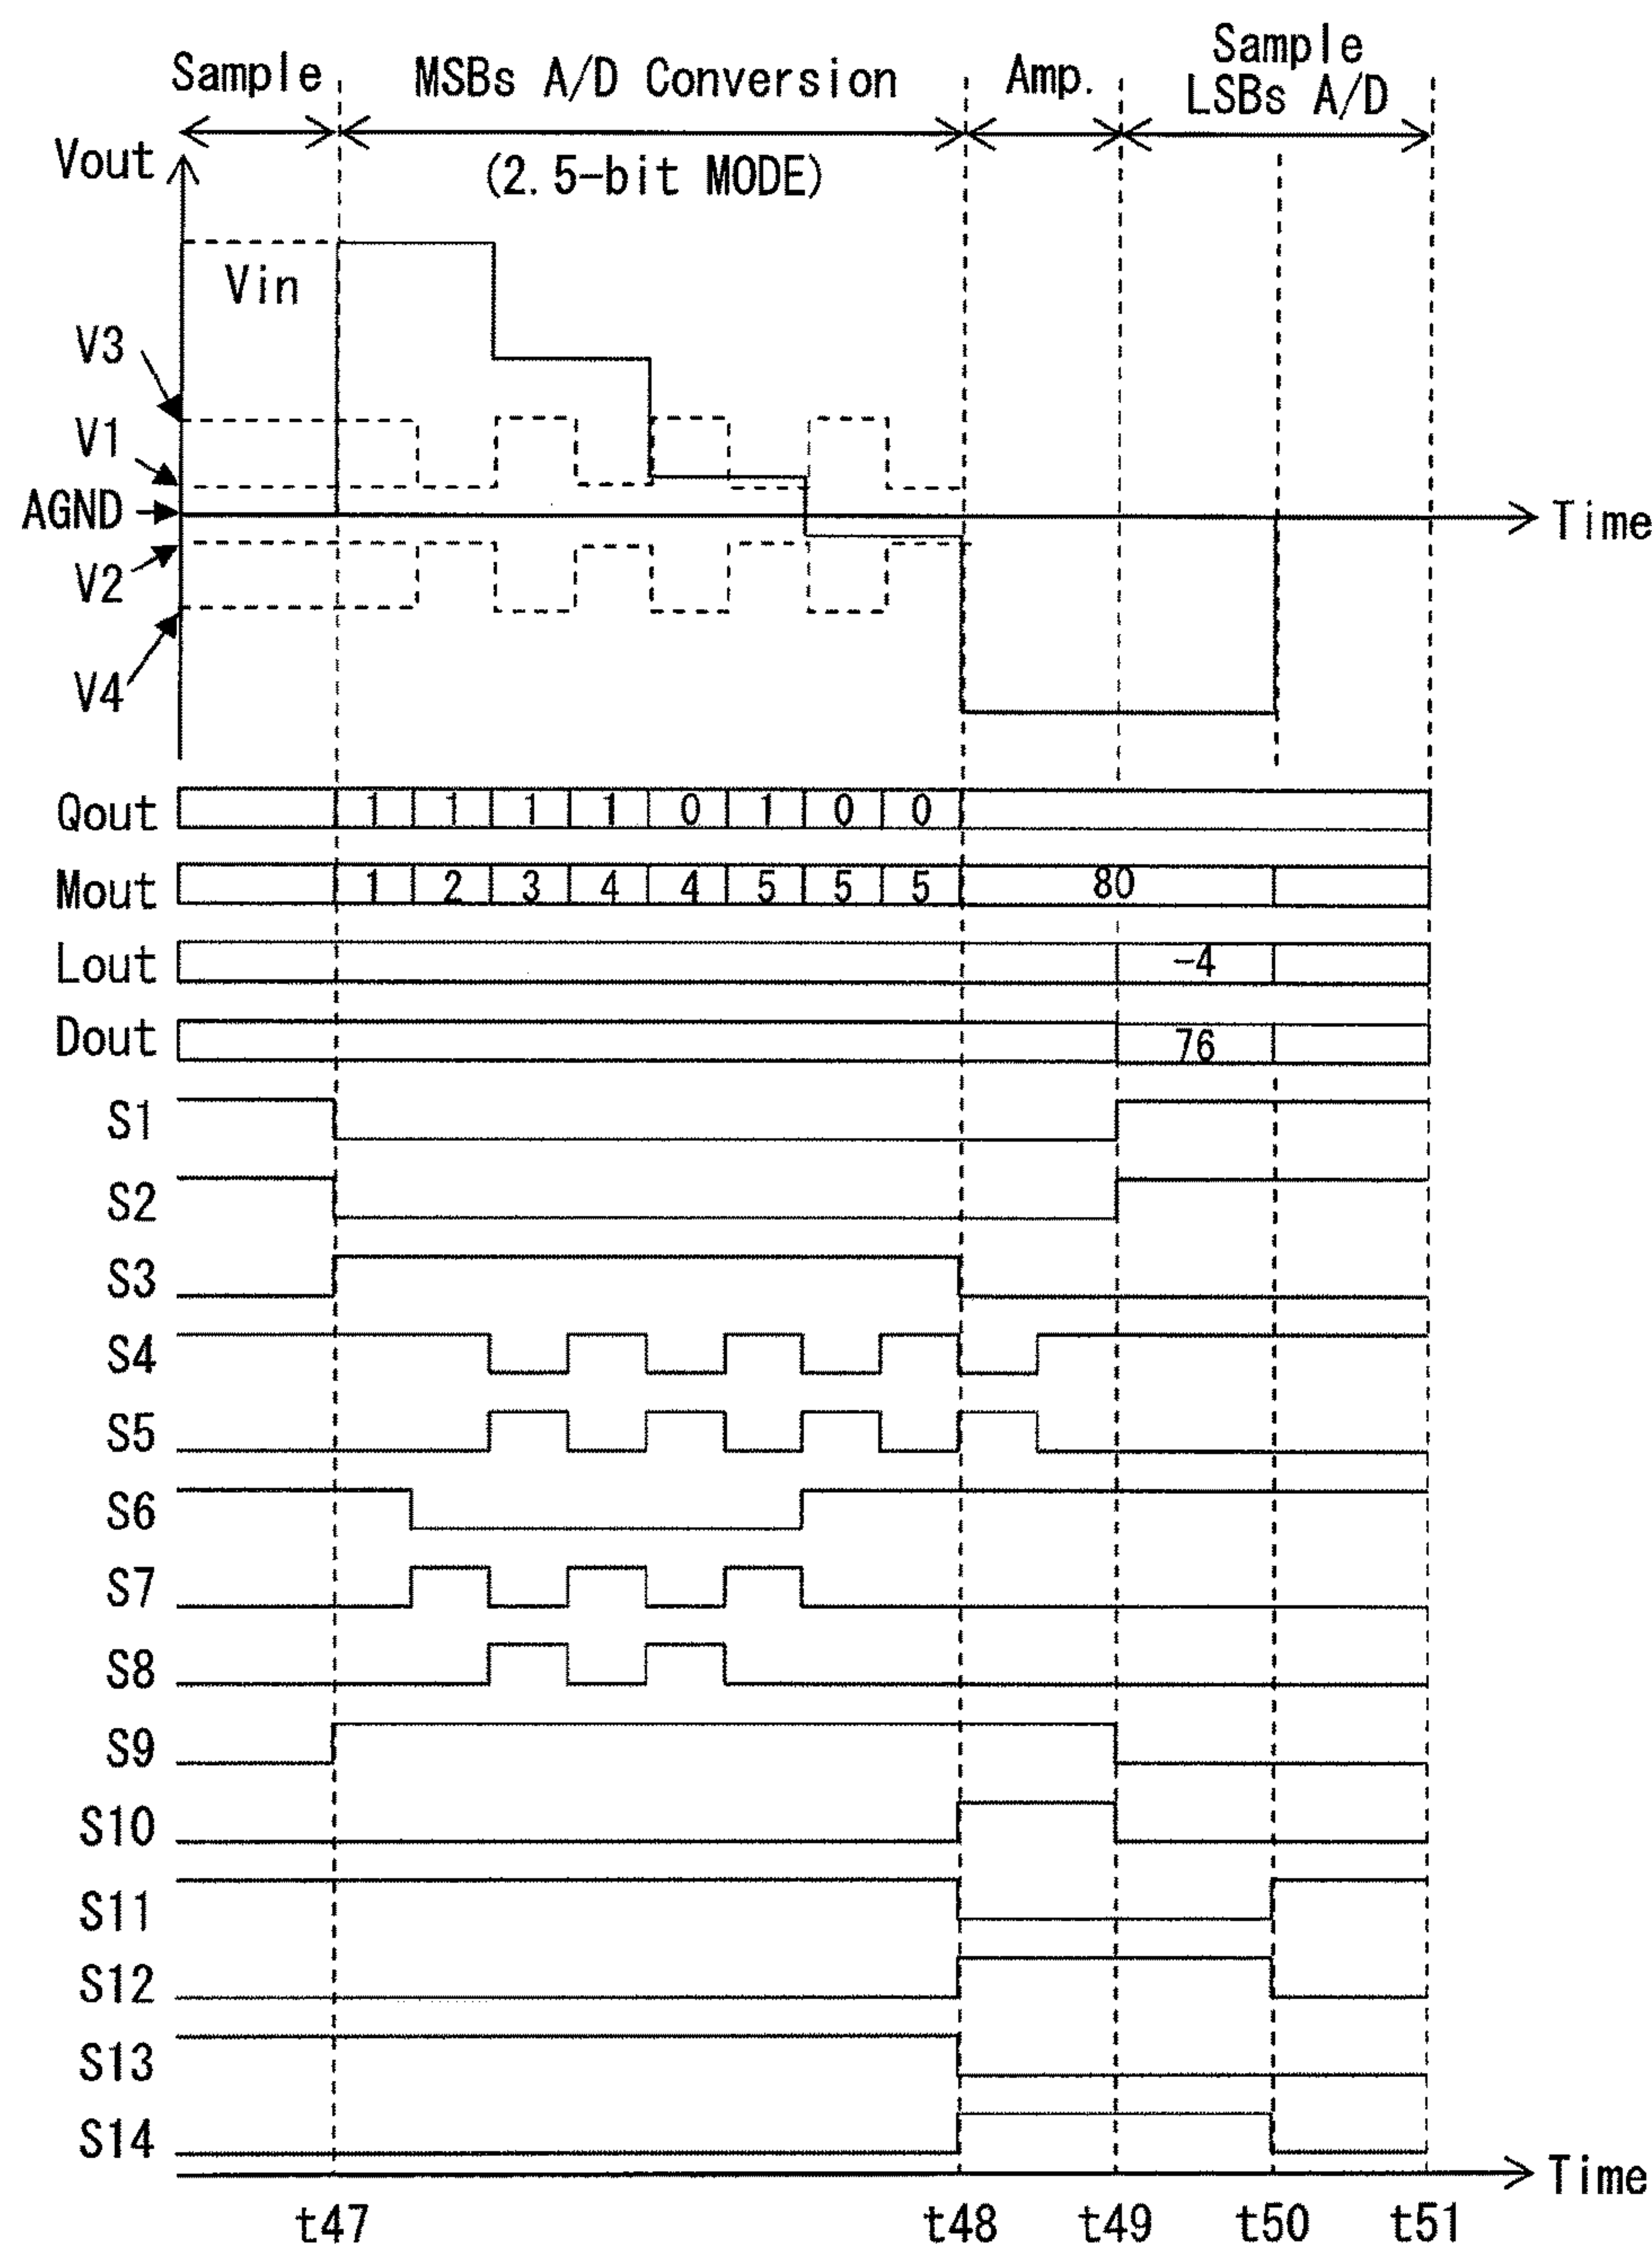 Sample
MSBs A/D Conversion
Amp.
Sample
LSBs A/D
(2.5-bit MODE)
Vout
Vin
V3
V1
AGND
V2
V4
Time
Qout 1 1 1 1 0 1 0 0
Mout 1 2 3 4 4 5 5 5 80
Lout -4
Dout 76
S1
S2
S3
S4
S5
S6
S7
S8
S9
S10
S11
S12
S13
S14
Time
t47 t48 t49 t50 t51